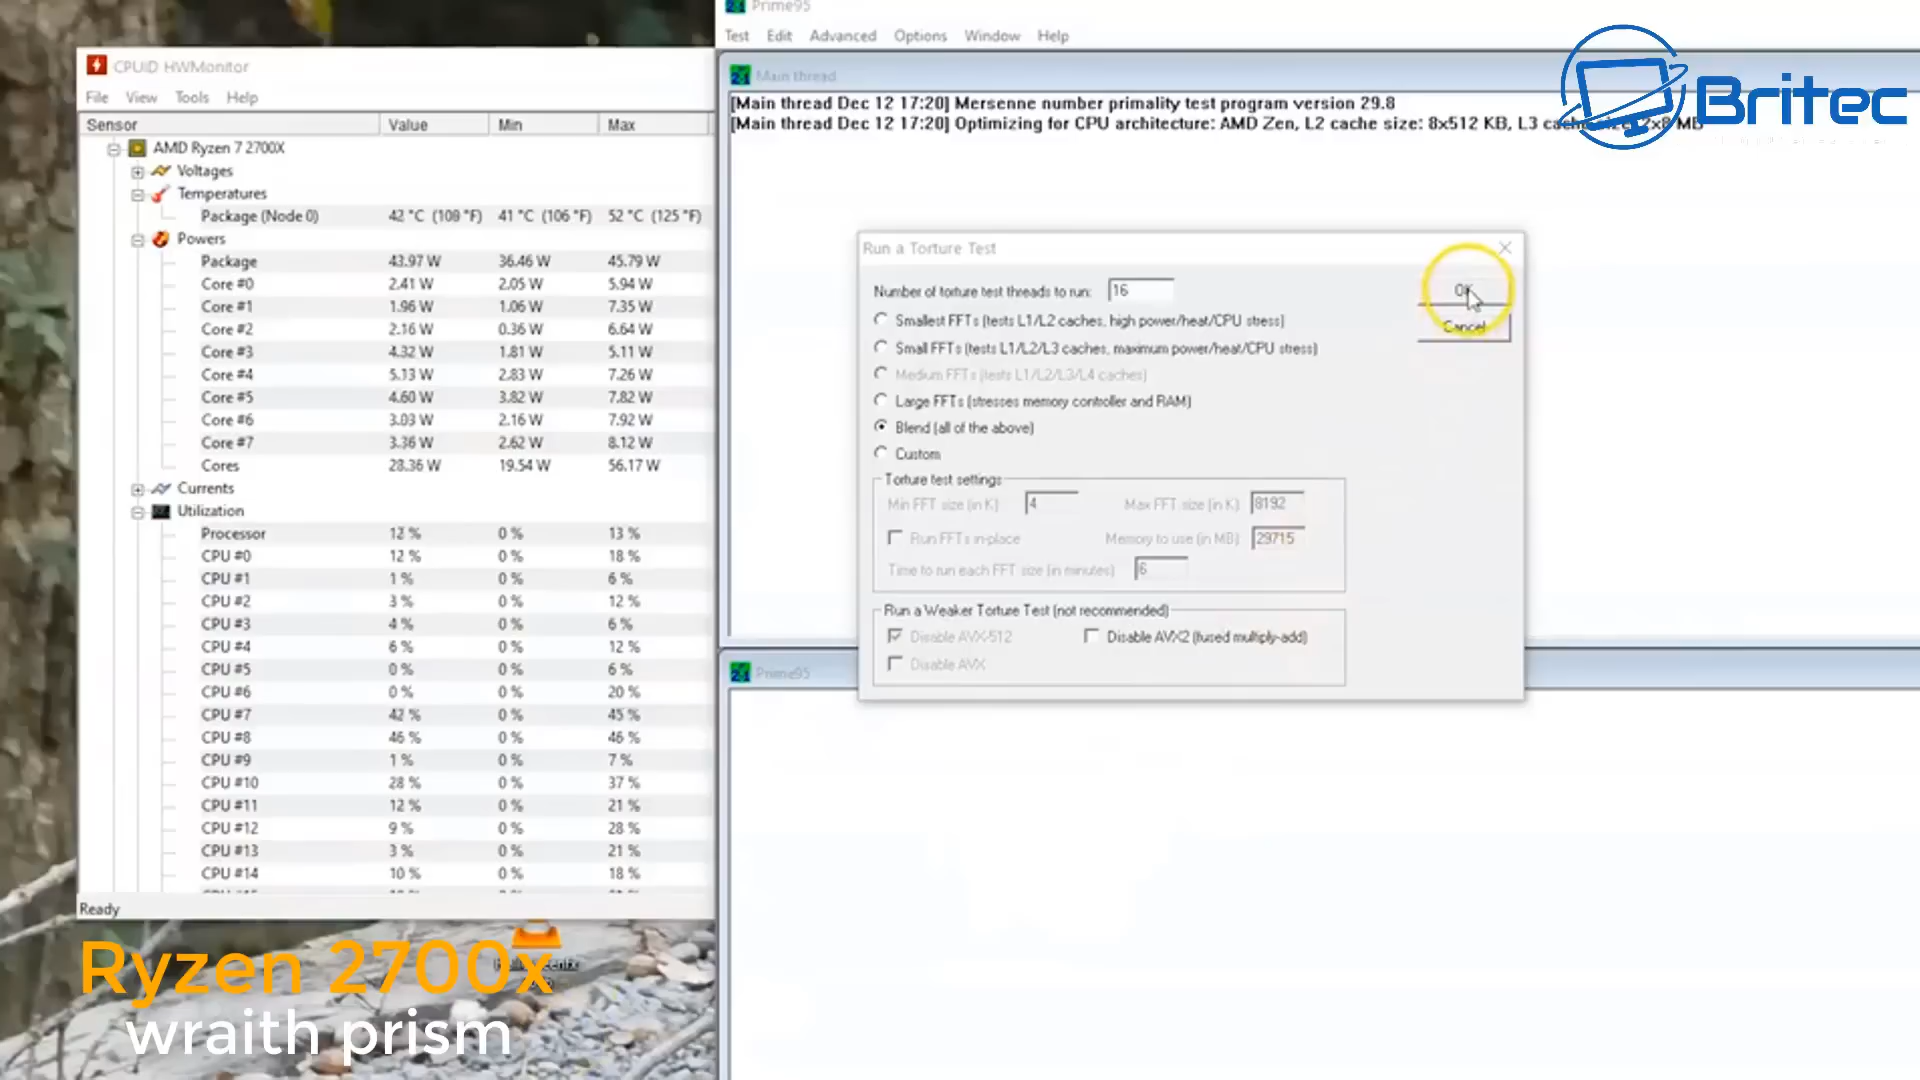 CPUID HWMonitor
File View Tools Help
Sensor Value Min Max
AMD Ryzen 7 2700X
Voltages
Temperatures
Package (Node 0) 42 °C (108 °F) 41 °C (106 °F) 52 °C (125 °F)
Powers
Package 43.97 W 36.46 W 45.79 W
Core #0 2.41 W 2.05 W 5.94 W
Core #1 1.96 W 1.06 W 7.35 W
Core #2 2.16 W 0.36 W 6.64 W
Core #3 4.32 W 1.81 W 5.11 W
Core #4 5.13 W 2.83 W 7.26 W
Core #5 4.60 W 3.82 W 7.82 W
Core #6 3.03 W 2.16 W 7.92 W
Core #7 3.36 W 2.62 W 8.12 W
Cores 28.36 W 19.54 W 56.17 W
Currents
Utilization
Processor 12 % 0 % 13 %
CPU #0 12 % 0 % 18 %
CPU #1 1 % 0 % 6 %
CPU #2 3 % 0 % 12 %
CPU #3 4 % 0 % 6 %
CPU #4 6 % 0 % 12 %
CPU #5 0 % 0 % 6 %
CPU #6 0 % 0 % 20 %
CPU #7 42 % 0 % 45 %
CPU #8 46 % 0 % 46 %
CPU #9 1 % 0 % 7 %
CPU #10 28 % 0 % 37 %
CPU #11 12 % 0 % 21 %
CPU #12 9 % 0 % 28 %
CPU #13 3 % 0 % 21 %
CPU #14 10 % 0 % 18 %
Ready
Ryzen 2700x
wraith prism
Prime95
Test Edit Advanced Options Window Help
Main thread
[Main thread Dec 12 17:20] Mersenne number primality test program version 29.8
[Main thread Dec 12 17:20] Optimizing for CPU architecture: AMD Zen, L2 cache size: 8x512 KB, L3 cache size: 2x8 MB
Britec
Run a Torture Test
Number of torture test threads to run: 16
OK
Smallest FFTs (tests L1/L2 caches, high power/heat/CPU stress)
Cancel
Small FFTs (tests L1/L2/L3 caches, maximum power/heat/CPU stress)
Medium FFTs (tests L1/L2/L3/L4 caches)
Large FFTs (stresses memory controller and RAM)
Blend (all of the above)
Custom
Torture test settings
Min FFT size (in K) 4 Max FFT size (in K) 8192
Run FFTs in-place Memory to use (in MB) 29715
Time to run each FFT size (in minutes) 6
Run a Weaker Torture Test (not recommended)
Disable AVX-512 Disable AVX2 (fused multiply-add)
Disable AVX
Prime95